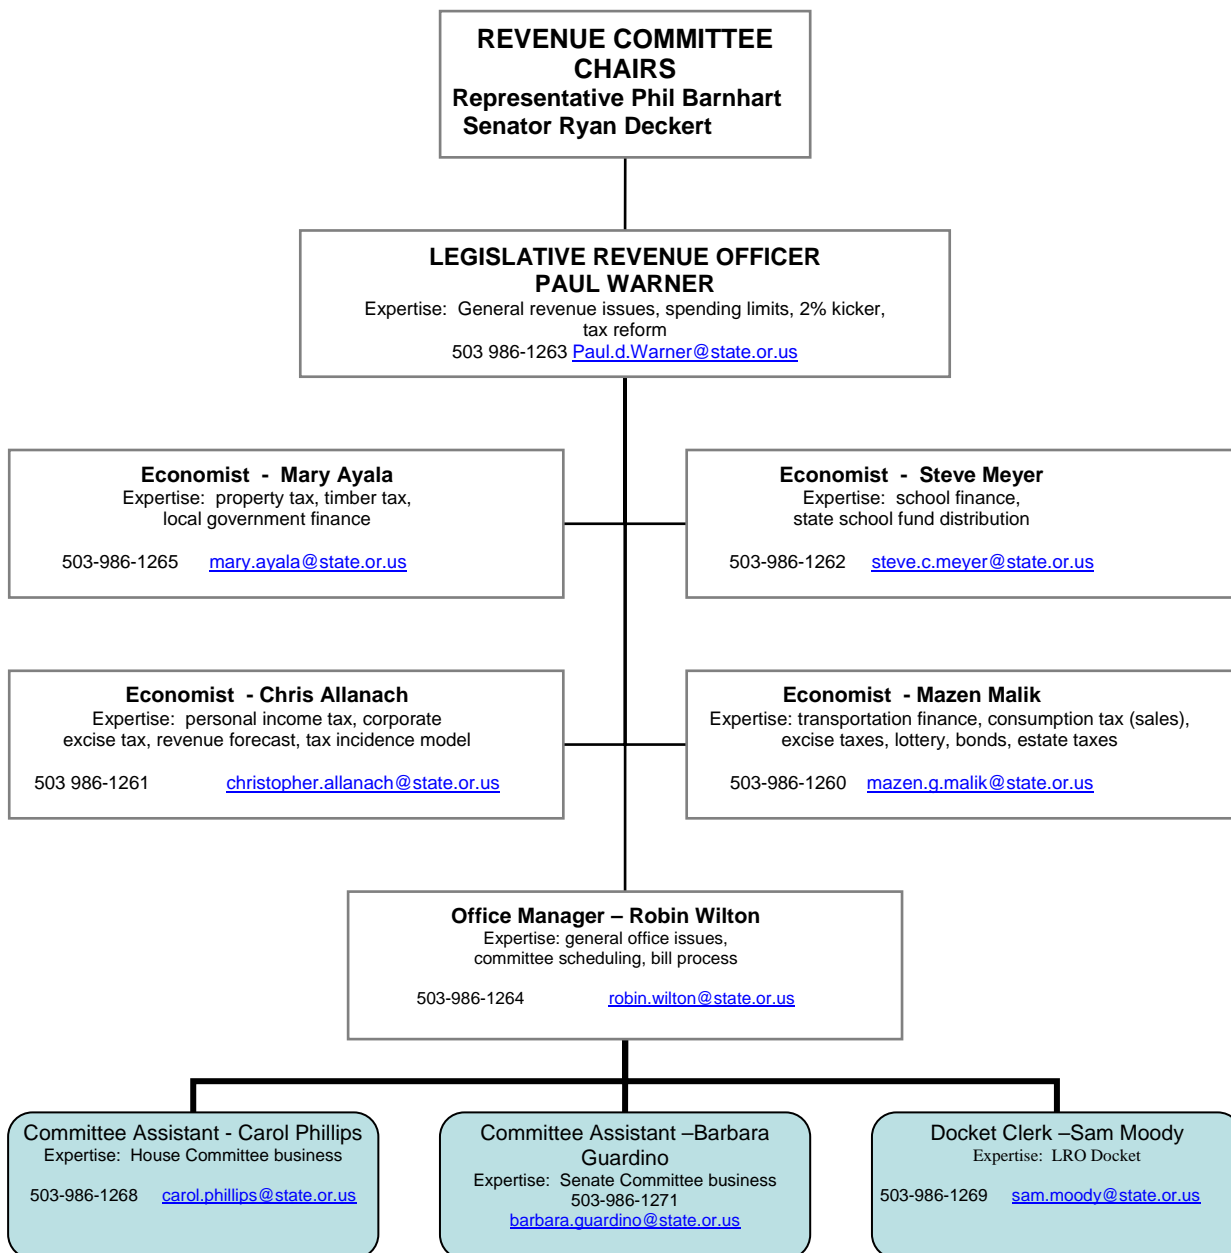 REVENUE COMMITTEE
CHAIRS
Representative Phil Barnhart
Senator Ryan Deckert
LEGISLATIVE REVENUE OFFICER
PAUL WARNER
Expertise: General revenue issues, spending limits, 2% kicker,
tax reform
503 986-1263 Paul.d.Warner@state.or.us
Economist - Mary Ayala
Expertise: property tax, timber tax,
local government finance
503-986-1265 mary.ayala@state.or.us
Economist - Steve Meyer
Expertise: school finance,
state school fund distribution
503-986-1262 steve.c.meyer@state.or.us
Economist - Chris Allanach
Expertise: personal income tax, corporate
excise tax, revenue forecast, tax incidence model
503 986-1261 christopher.allanach@state.or.us
Economist - Mazen Malik
Expertise: transportation finance, consumption tax (sales),
excise taxes, lottery, bonds, estate taxes
503-986-1260 mazen.g.malik@state.or.us
Office Manager – Robin Wilton
Expertise: general office issues,
committee scheduling, bill process
503-986-1264 robin.wilton@state.or.us
Committee Assistant - Carol Phillips
Expertise: House Committee business
503-986-1268 carol.phillips@state.or.us
Committee Assistant –Barbara
Guardino
Expertise: Senate Committee business
503-986-1271
barbara.guardino@state.or.us
Docket Clerk –Sam Moody
Expertise: LRO Docket
503-986-1269 sam.moody@state.or.us